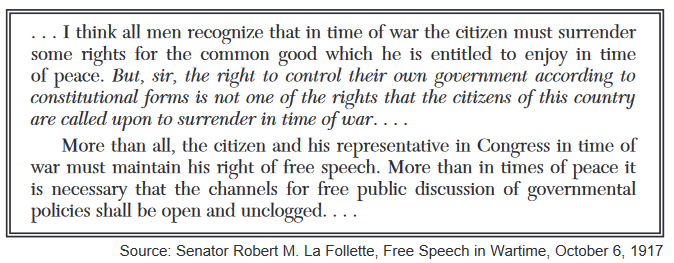 . . . I think all men recognize that in time of war the citizen must surrender
some rights for the common good which he is entitled to enjoy in time
of peace. But, sir, the right to control their own government according to
constitutional forms is not one of the rights that the citizens of this country
are called upon to surrender in time of war. . . .
More than all, the citizen and his representative in Congress in time of
war must maintain his right of free speech. More than in times of peace it
is necessary that the channels for free public discussion of governmental
policies shall be open and unclogged. . . .
Source: Senator Robert M. La Follette, Free Speech in Wartime, October 6, 1917